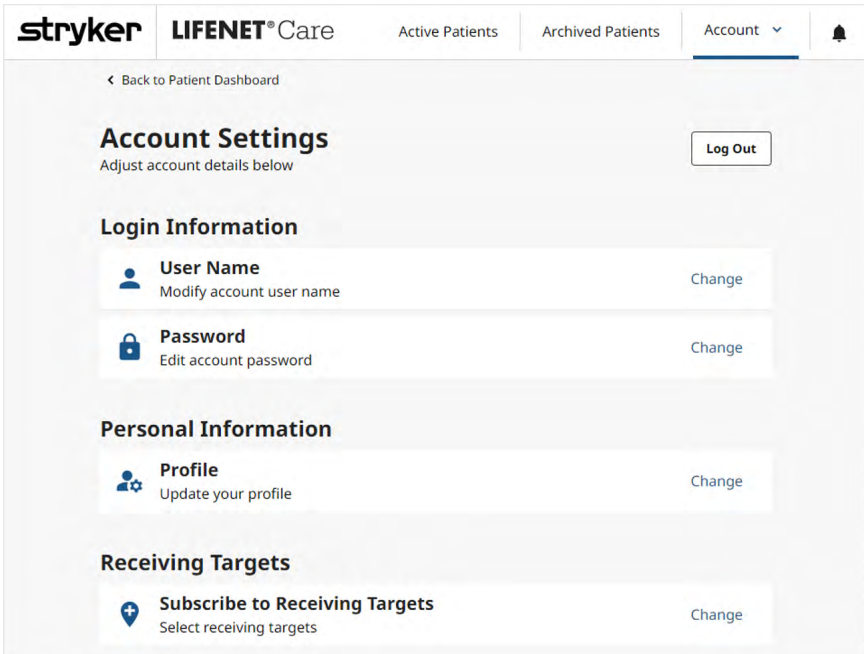 stryker LIFENET® Care Active Patients Archived Patients Account
Back to Patient Dashboard
Account Settings
Adjust account details below
Log Out
Login Information
User Name
Modify account user name
Change
Password
Edit account password
Change
Personal Information
Profile
Update your profile
Change
Receiving Targets
Subscribe to Receiving Targets
Select receiving targets
Change